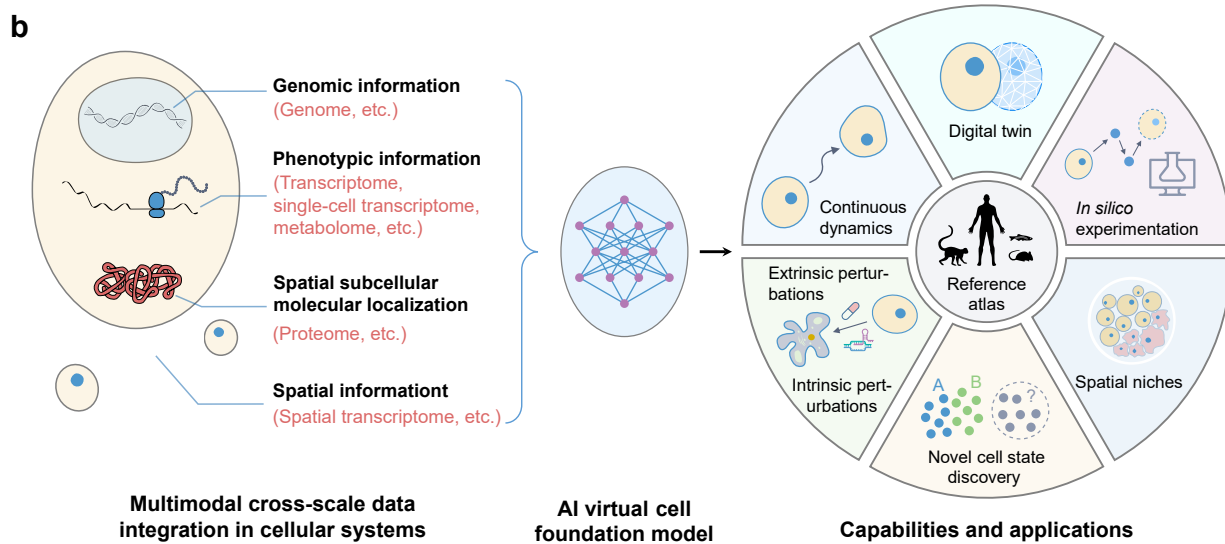 b
Genomic information
(Genome, etc.)
Phenotypic information
(Transcriptome,
single-cell transcriptome,
metabolome, etc.)
Spatial subcellular
molecular localization
(Proteome, etc.)
Spatial informationt
(Spatial transcriptome, etc.)
Multimodal cross-scale data
integration in cellular systems
AI virtual cell
foundation model
Digital twin
Continuous
dynamics
In silico
experimentation
Reference
atlas
Extrinsic pertur-
bations
Intrinsic pert-
urbations
Spatial niches
A
B
?
Novel cell state
discovery
Capabilities and applications